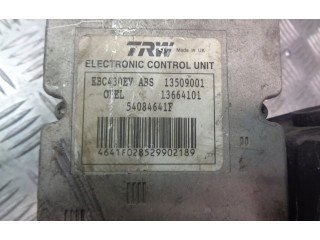 TRW
Made in UK
ELECTRONIC CONTROL UNIT
EBC430EV ABS 13509001
OPEL 13664101
54084641F
4641F028529902189